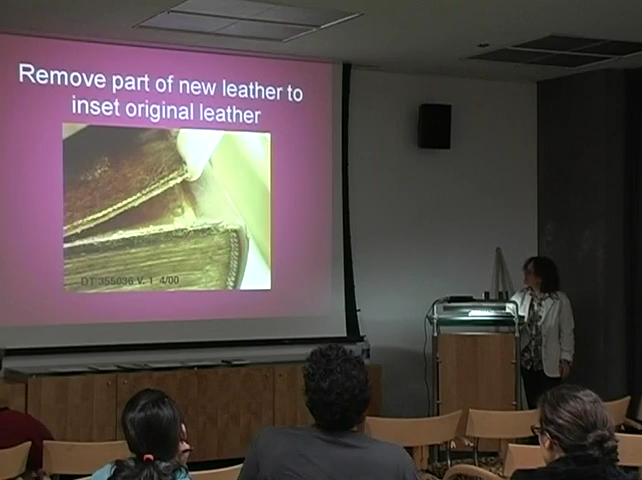 Remove part of new leather to
inset original leather
DT 355036 V. 1 4/00